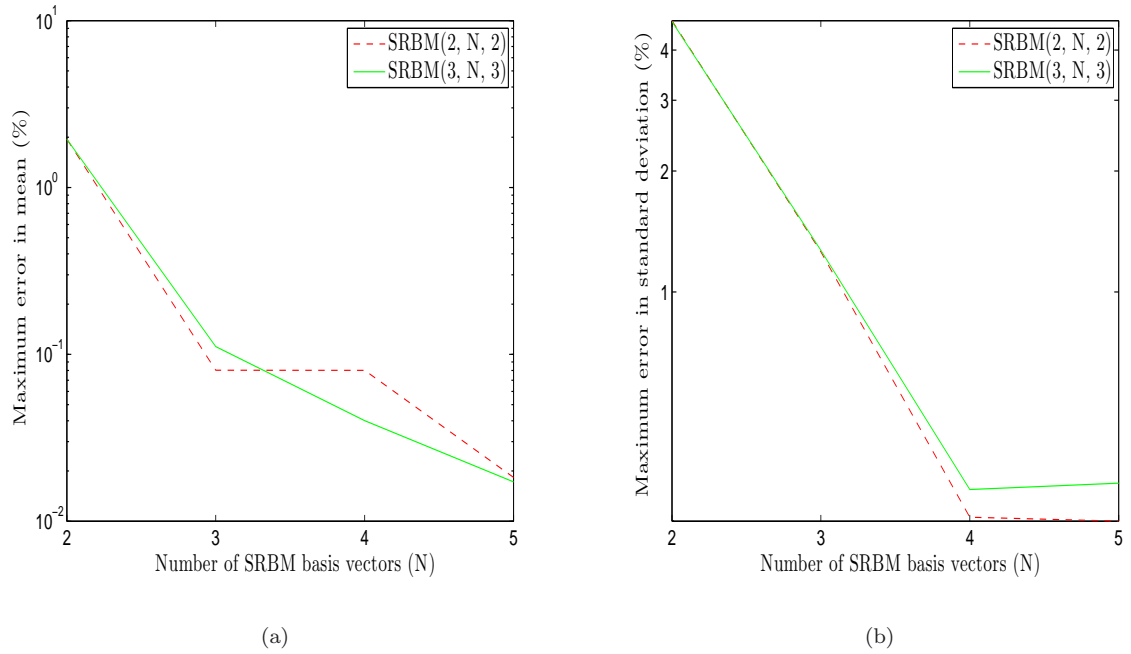 10^1
10^0
10^-1
10^-2
2
3
4
5
Maximum error in mean (%)
Number of SRBM basis vectors (N)
SRBM(2, N, 2)
SRBM(3, N, 3)
(a)
4
3
2
1
2
3
4
5
Maximum error in standard deviation (%)
Number of SRBM basis vectors (N)
SRBM(2, N, 2)
SRBM(3, N, 3)
(b)